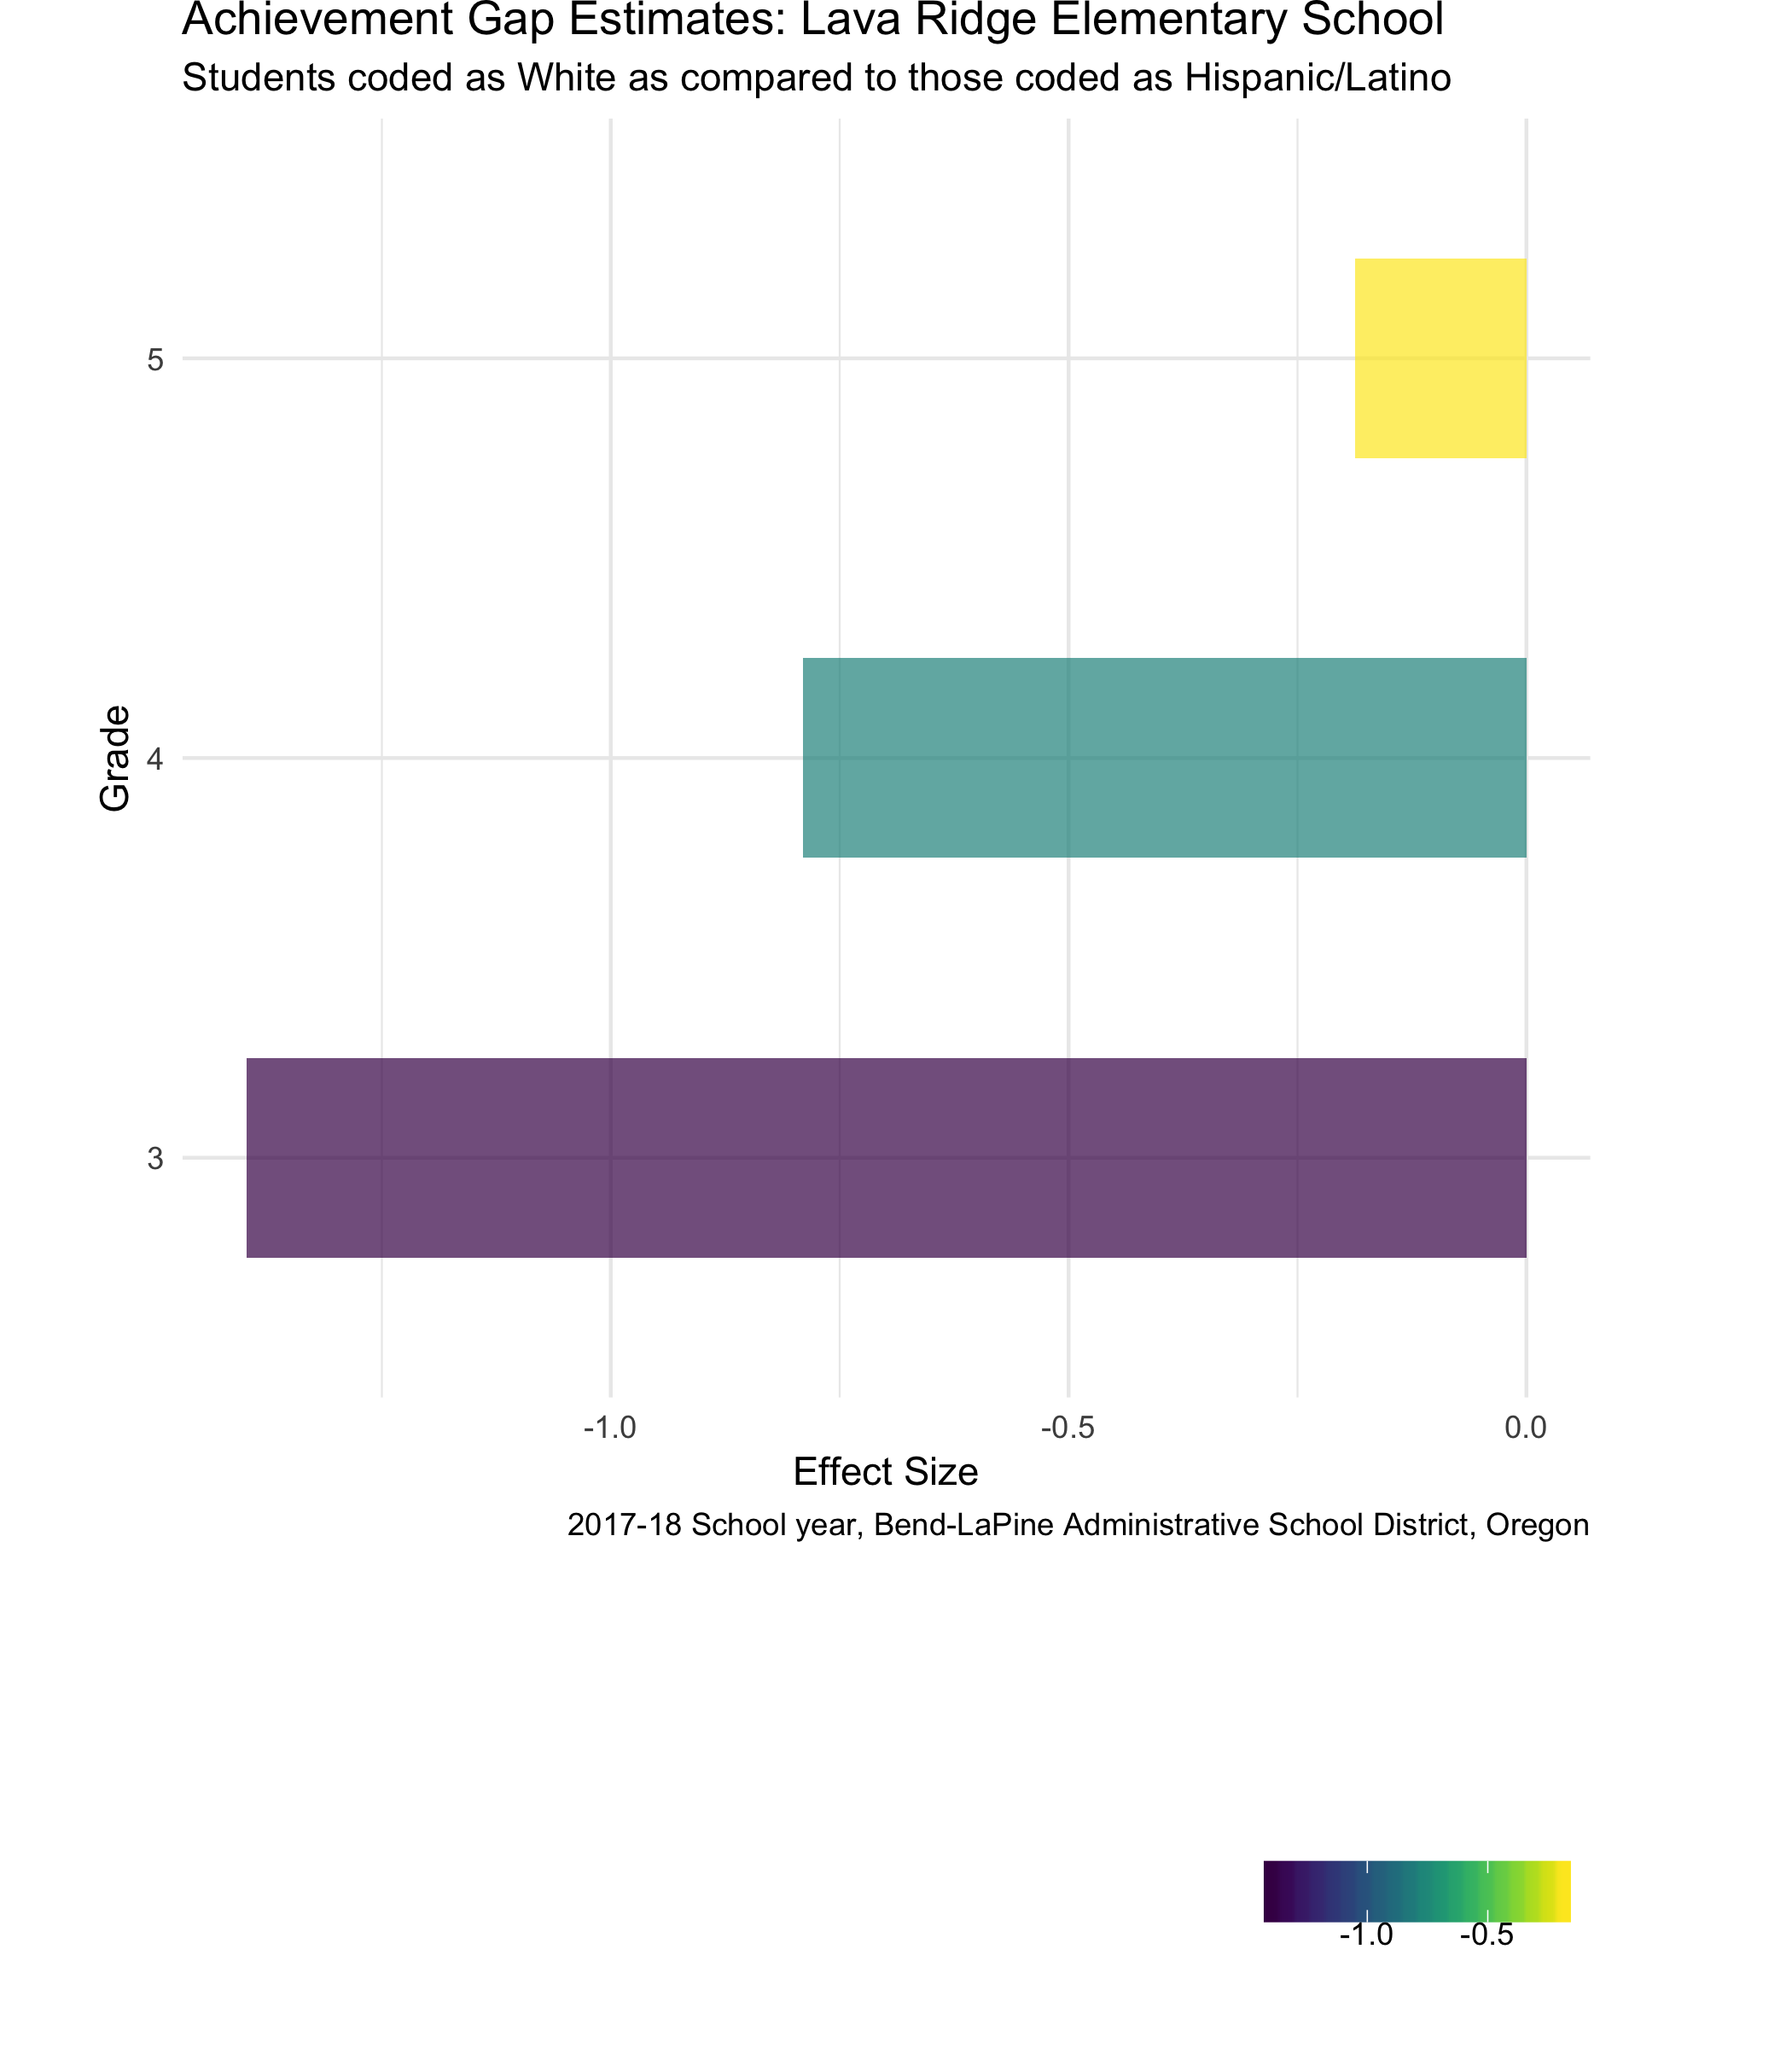 Achievement Gap Estimates: Lava Ridge Elementary School
Students coded as White as compared to those coded as Hispanic/Latino
5
4
3
Grade
-1.0 -0.5 0.0
Effect Size
2017-18 School year, Bend-LaPine Administrative School District, Oregon
-1.0 -0.5